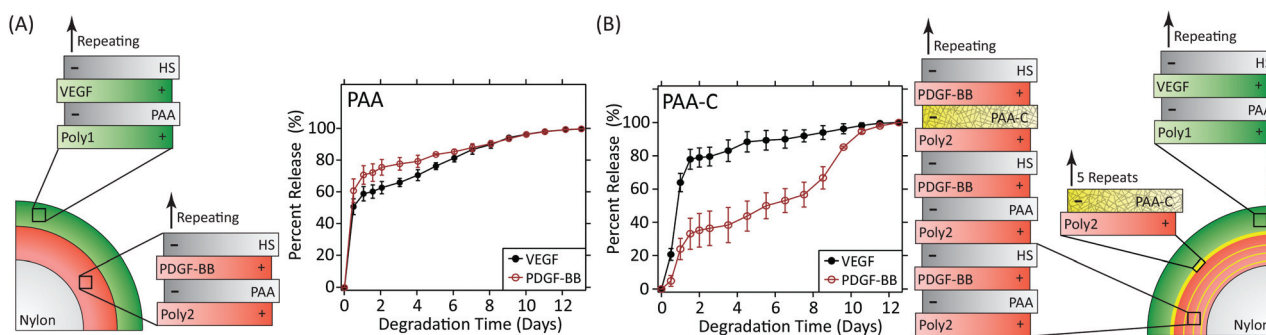 (A)
Repeating
HS
-
VEGF +
- PAA
Poly1 +
Repeating
- HS
PDGF-BB +
- PAA
Poly2 +
Nylon
PAA
Percent Release (%)
100
80
60
40
20
0
VEGF
PDGF-BB
0 2 4 6 8 10 12
Degradation Time (Days)
(B)
PAA-C
Percent Release (%)
100
80
60
40
20
0
VEGF
PDGF-BB
0 2 4 6 8 10 12
Degradation Time (Days)
Repeating
- HS
PDGF-BB +
- PAA-C
Poly2 +
- HS
PDGF-BB +
- PAA
Poly2 +
- HS
PDGF-BB +
- PAA
Poly2 +
5 Repeats
- PAA-C
Poly2 +
Repeating
- HS
VEGF +
- PAA
Poly1 +
Nylon